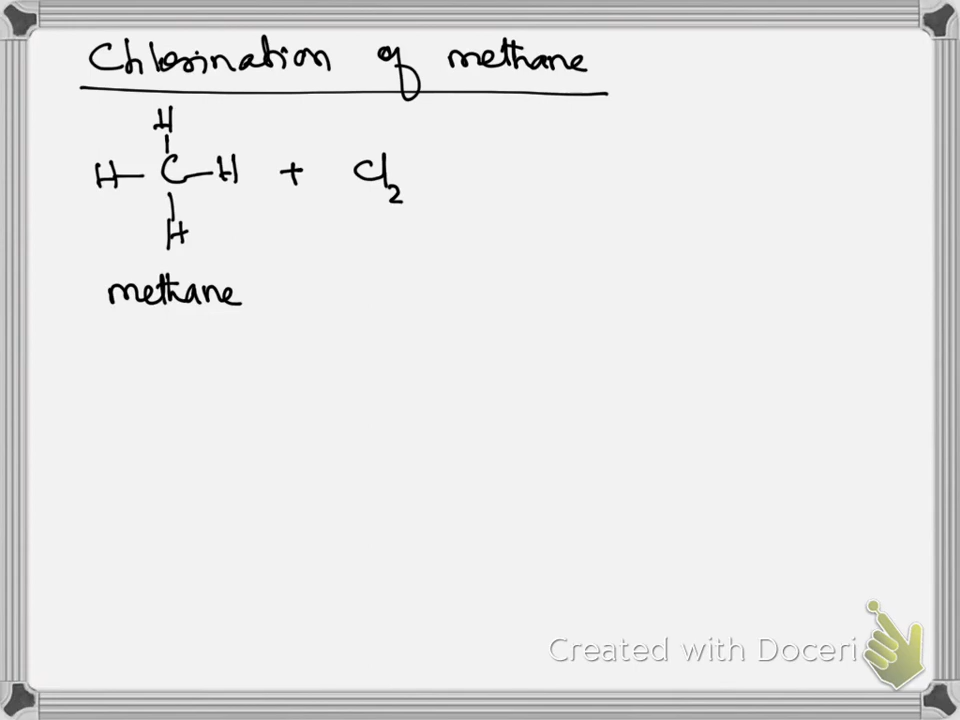 Chlorination of methane
H
H-C-H + Cl2
H
methane
Created with Doceri